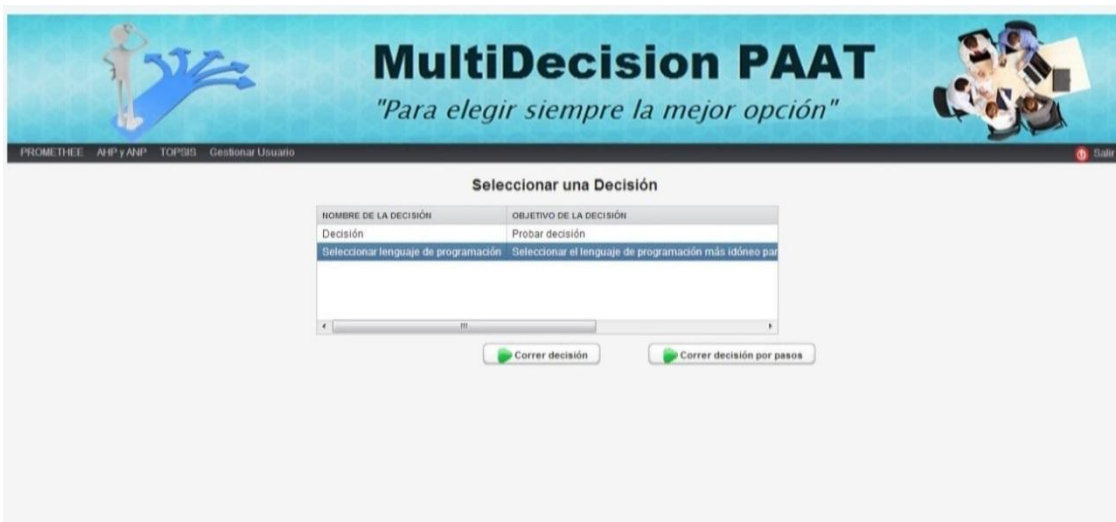 MultiDecision PAAT
"Para elegir siempre la mejor opción"
PROMETHEE AHP y ANP TOPSIS Gestionar Usuario Salir
Seleccionar una Decisión
NOMBRE DE LA DECISIÓN OBJETIVO DE LA DECISIÓN
Decisión Probar decisión
Seleccionar lenguaje de programación Seleccionar el lenguaje de programación más idóneo par
Correr decisión Correr decisión por pasos